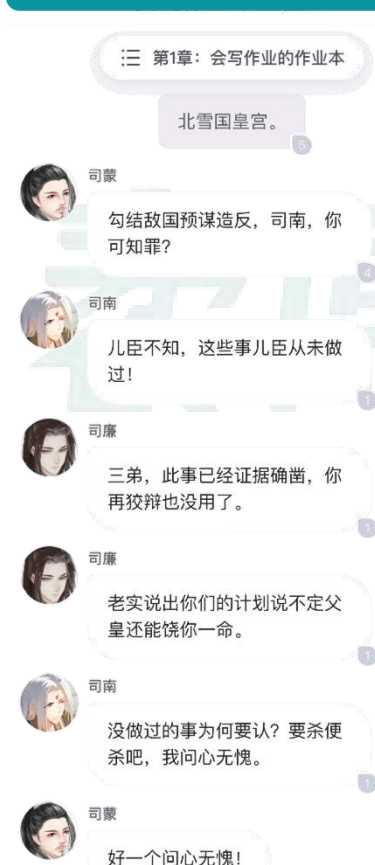 第1章：会写作业的作业本
北雪国皇宫。
5
司蒙
勾结敌国预谋造反，司南，你
可知罪？
4
司南
儿臣不知，这些事儿臣从未做
过！
1
司廉
三弟，此事已经证据确凿，你
再狡辩也没用了。
1
司廉
老实说出你们的计划说不定父
皇还能饶你一命。
1
司南
没做过的事为何要认？要杀便
杀吧，我问心无愧。
1
司蒙
好一个问心无愧！